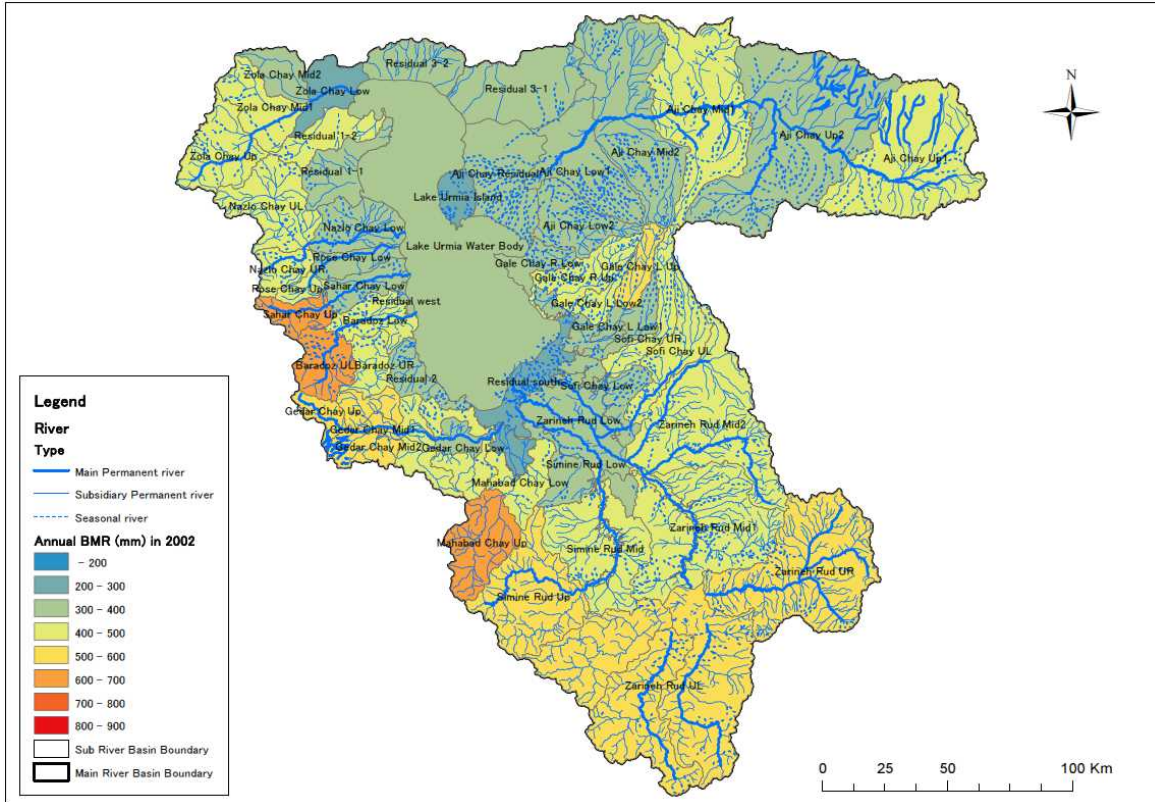 Zola Chay Mid2
Residual 3-2
Zola Chay Low
Residual 3-1
N
Zola Chay Mid1
Aji Chay Mid1
Residual 1-2
Aji Chay Up2
Zola Chay Up
Aji Chay Mid2
Aji Chay Up1
Residual 1-1
Aji Chay Residual
Aji Chay Low1
Lake Urmia Island
Nazlo Chay UL
Nazlo Chay Low
Aji Chay Low2
Lake Urmia Water Body
Rose Chay Low
Gale Chay R Low
Nazlo Chay UR
Gale Chay L Up
Gale Chay R Up
Rose Chay Up
Sahar Chay Low
Residual west
Gale Chay L Low2
Sahar Chay Up
Baradoz Low
Gale Chay L Low1
Sofi Chay UR
Sofi Chay UL
Baradoz UL
Baradoz UR
Residual 2
Residual south
Sofi Chay Low
Gedar Chay Up
Zarineh Rud Low
Zarineh Rud Mid2
Gedar Chay Mid1
Gedar Chay Mid2
Gedar Chay Low
Simine Rud Low
Mahabad Chay Low
Zarineh Rud Mid1
Mahabad Chay Up
Simine Rud Mid
Zarineh Rud UR
Simine Rud Up
Zarineh Rud UL
Legend
River
Type
Main Permanent river
Subsidiary Permanent river
Seasonal river
Annual BMR (mm) in 2002
- 200
200 - 300
300 - 400
400 - 500
500 - 600
600 - 700
700 - 800
800 - 900
Sub River Basin Boundary
Main River Basin Boundary
0 25 50 100 Km